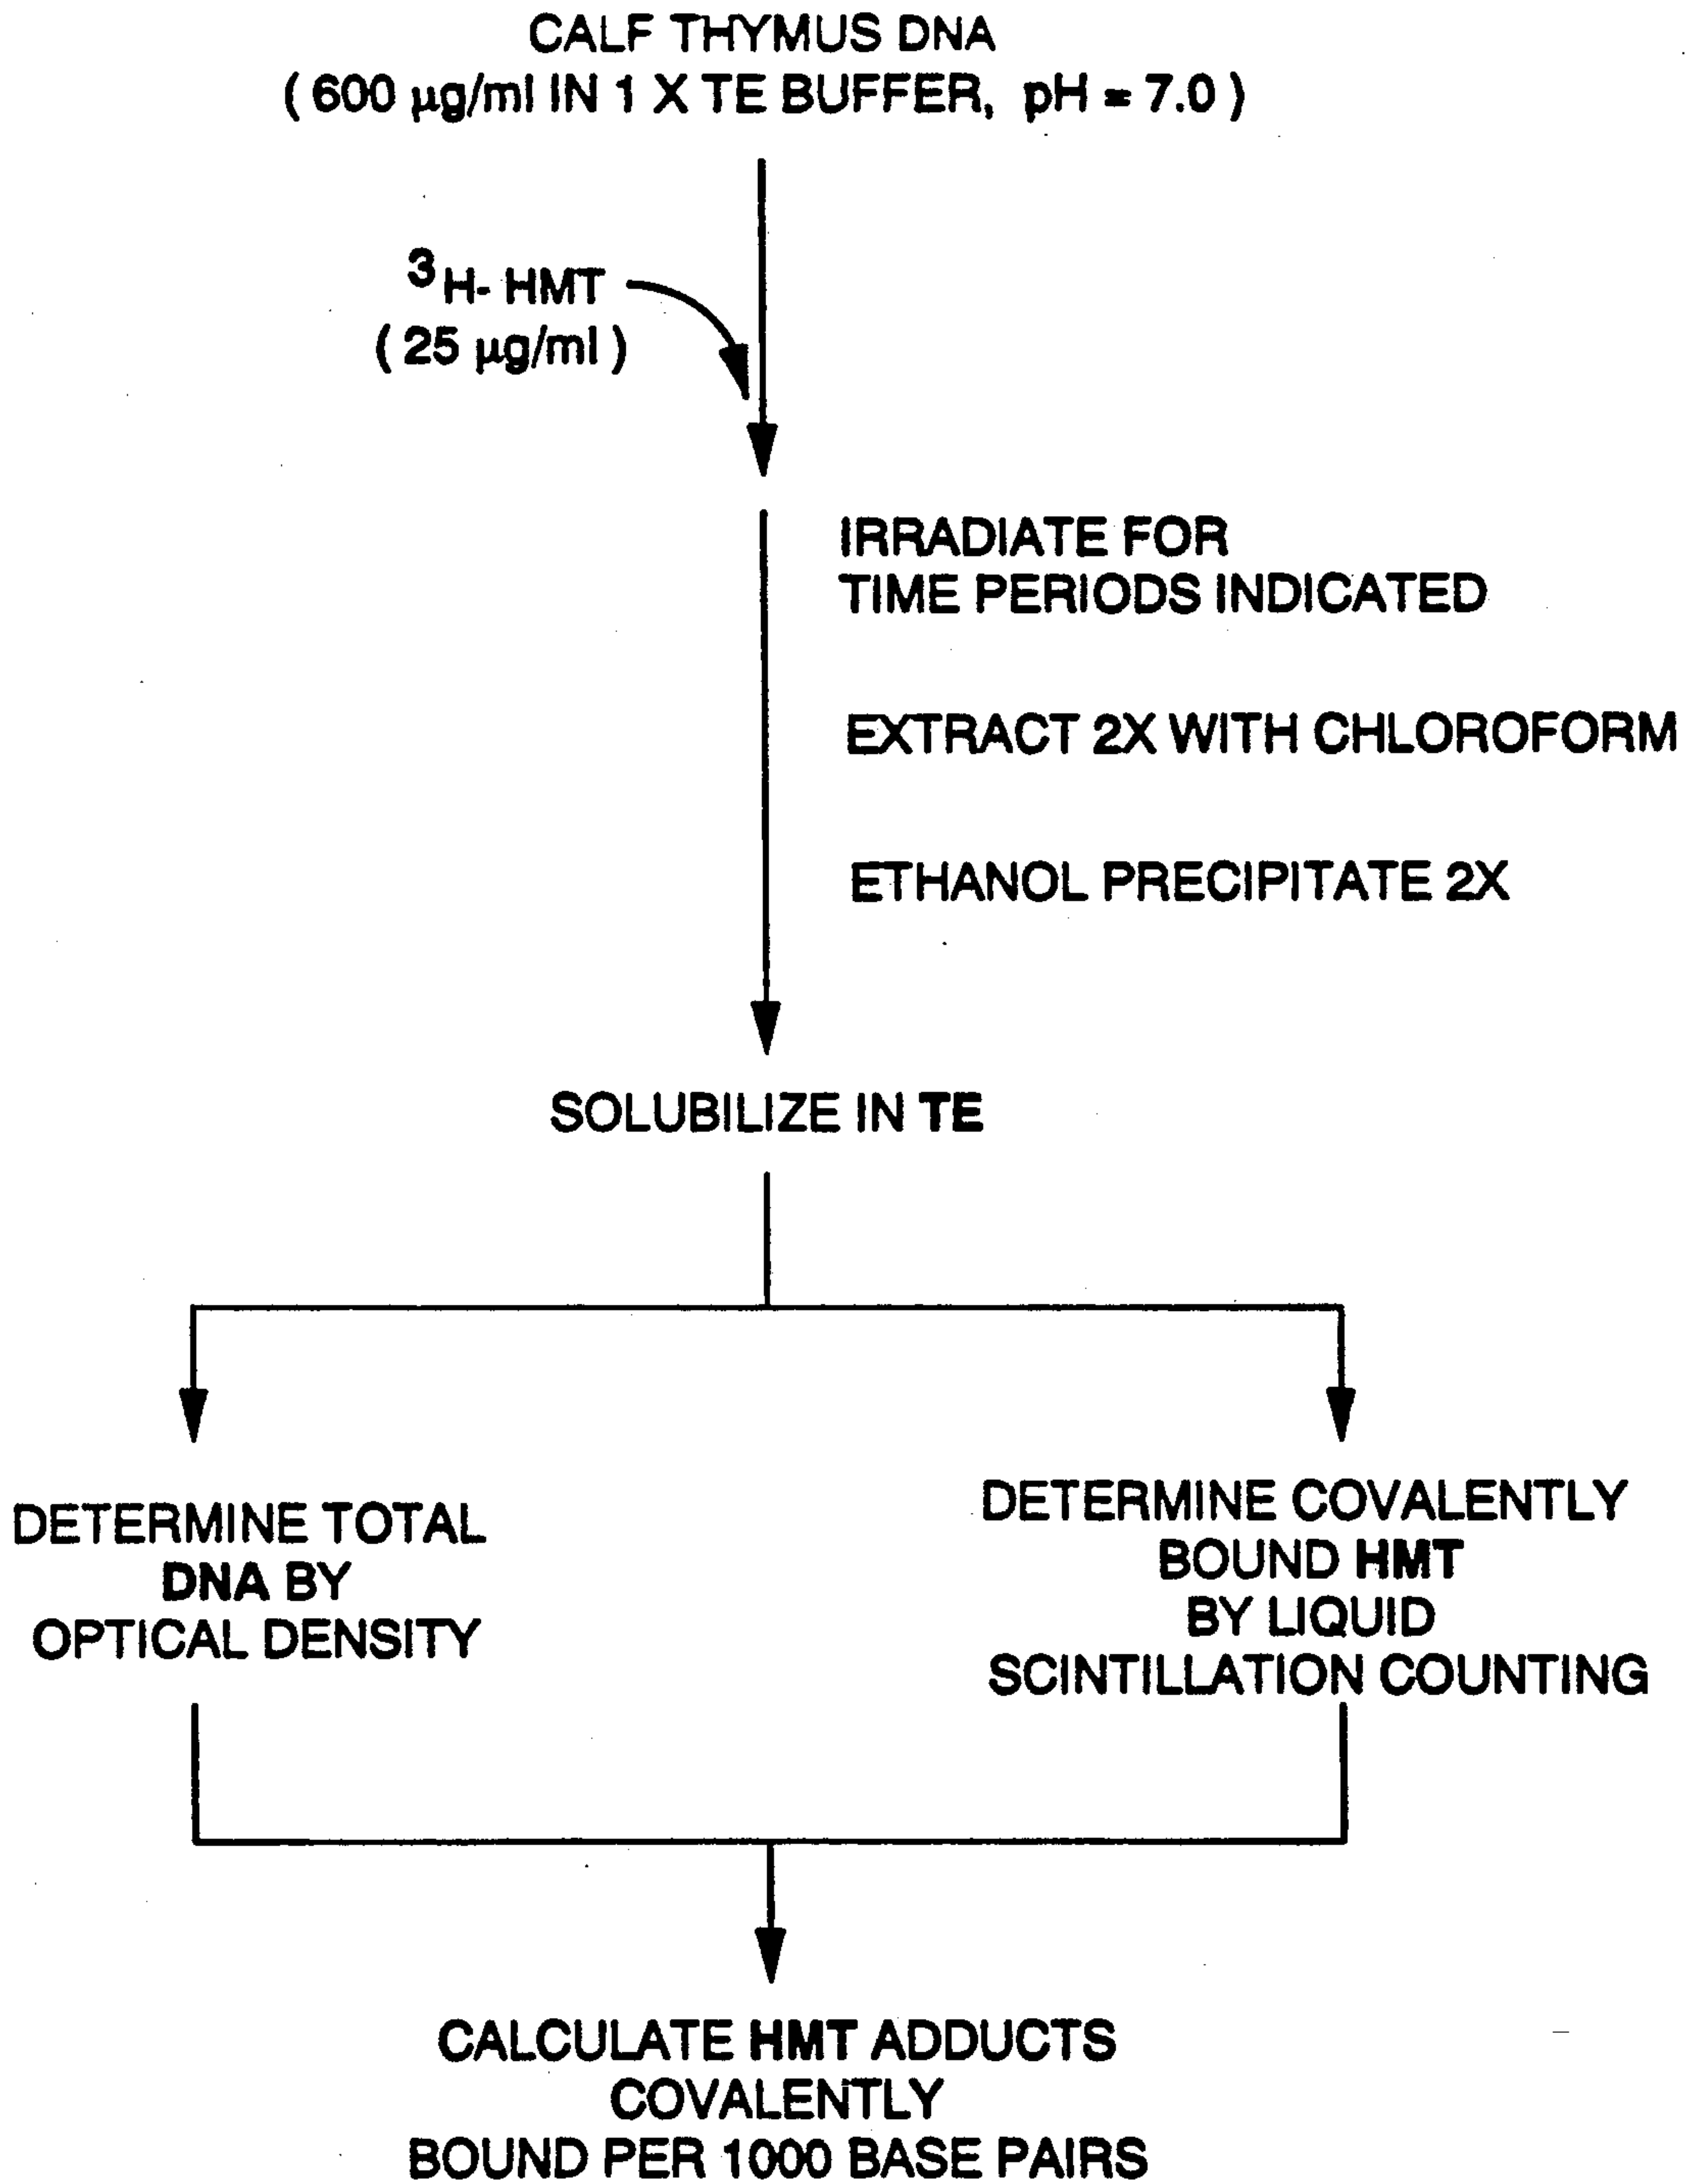 CALF THYMUS DNA
( 600 µg/ml IN 1 X TE BUFFER, pH = 7.0 )
³H- HMT
( 25 µg/ml )
IRRADIATE FOR
TIME PERIODS INDICATED
EXTRACT 2X WITH CHLOROFORM
ETHANOL PRECIPITATE 2X
SOLUBILIZE IN TE
DETERMINE TOTAL
DNA BY
OPTICAL DENSITY
DETERMINE COVALENTLY
BOUND HMT
BY LIQUID
SCINTILLATION COUNTING
CALCULATE HMT ADDUCTS
COVALENTLY
BOUND PER 1000 BASE PAIRS